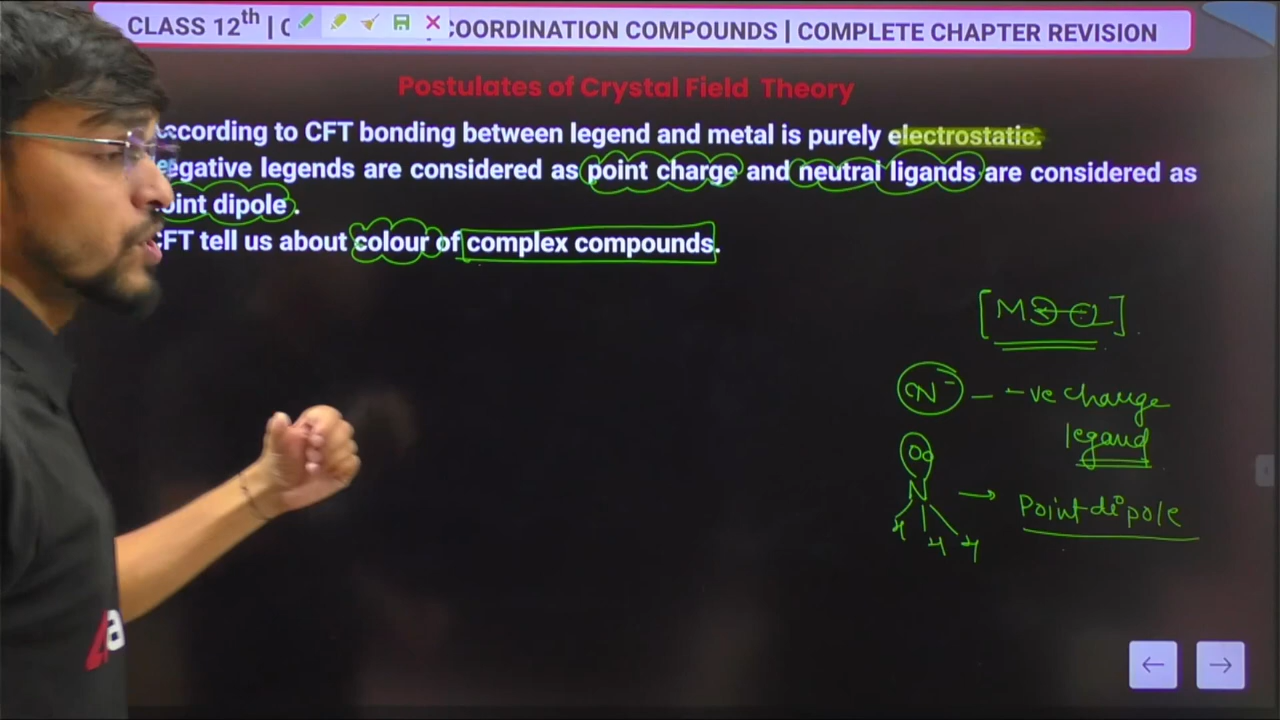 CLASS 12th | COORDINATION COMPOUNDS | COMPLETE CHAPTER REVISION
Postulates of Crystal Field Theory
According to CFT bonding between legend and metal is purely electrostatic.
egative legends are considered as point charge and neutral ligands are considered as
oint dipole .
CFT tell us about colour of complex compounds.
[M L]
CN⁻ — -ve charge
legand
N → Point dipole
H H H